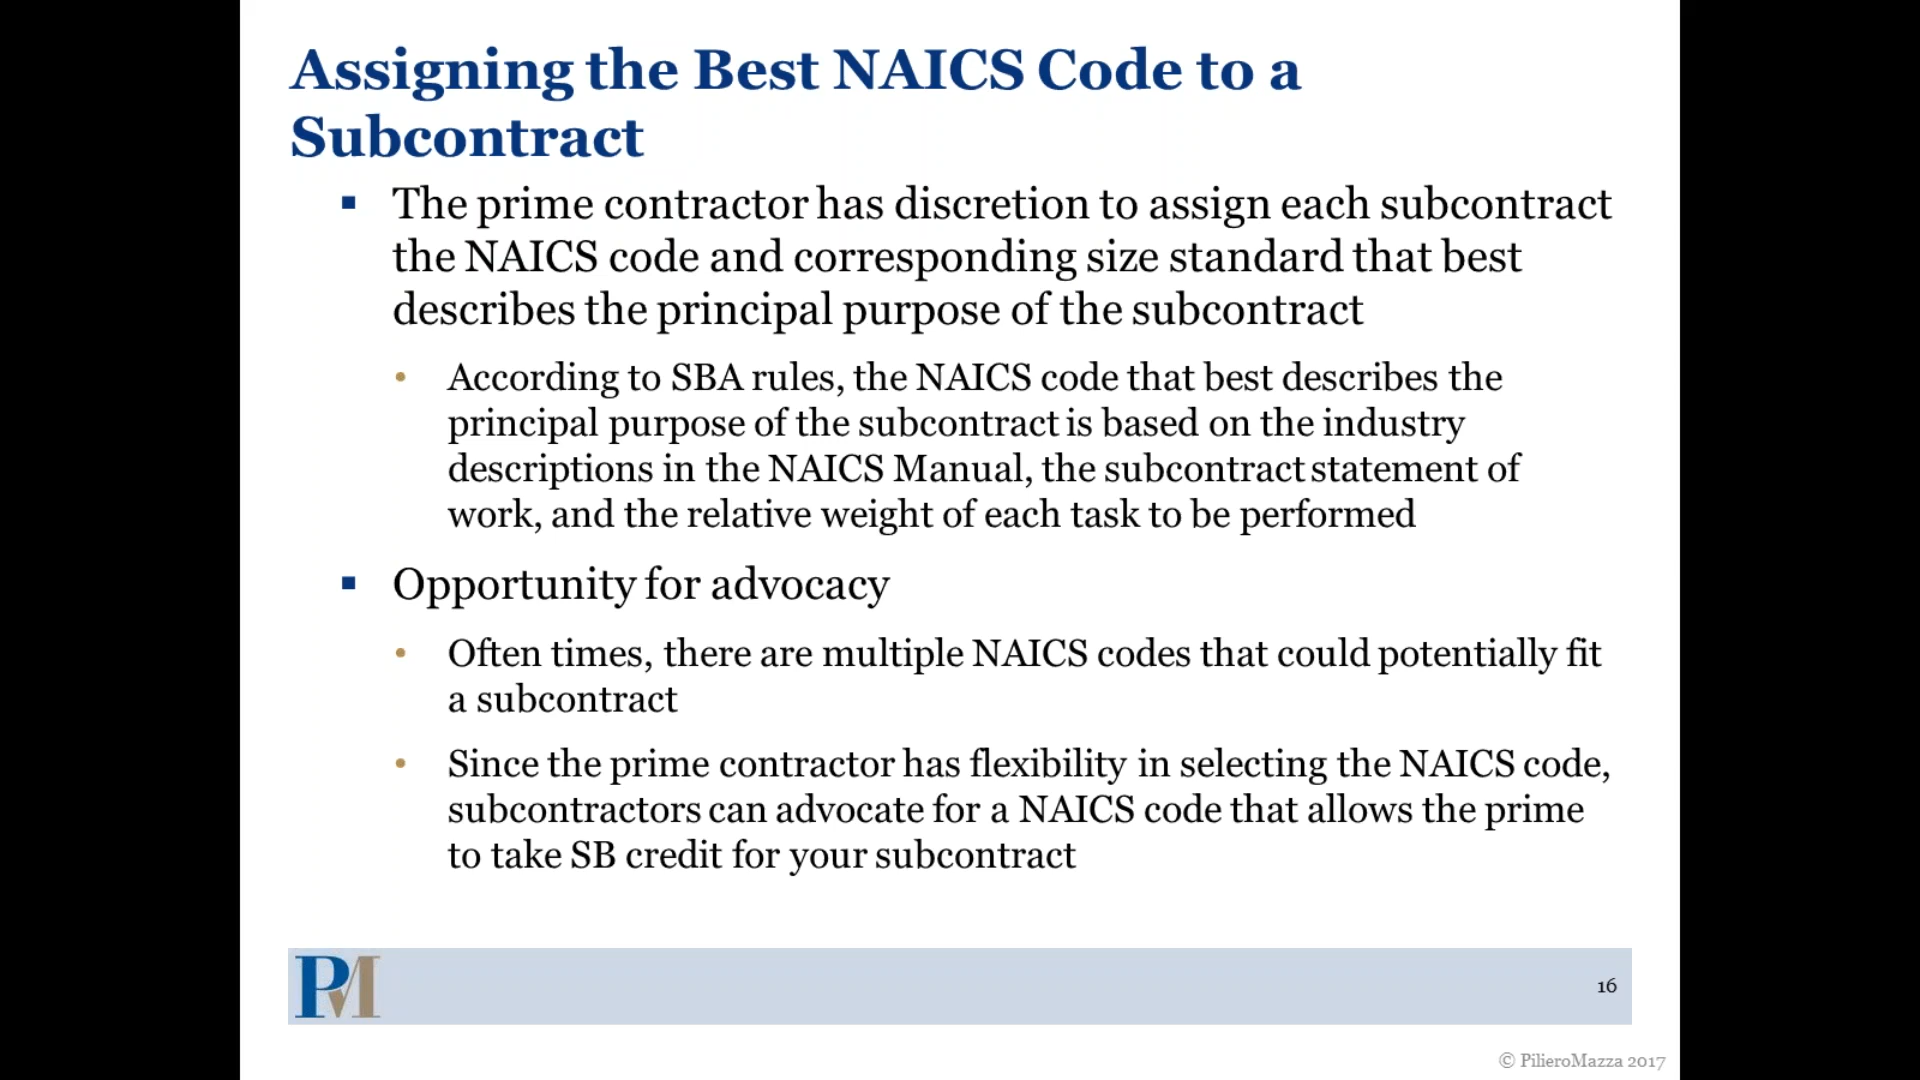 Assigning the Best NAICS Code to a
Subcontract
▪ The prime contractor has discretion to assign each subcontract
the NAICS code and corresponding size standard that best
describes the principal purpose of the subcontract
• According to SBA rules, the NAICS code that best describes the
principal purpose of the subcontract is based on the industry
descriptions in the NAICS Manual, the subcontract statement of
work, and the relative weight of each task to be performed
▪ Opportunity for advocacy
• Often times, there are multiple NAICS codes that could potentially fit
a subcontract
• Since the prime contractor has flexibility in selecting the NAICS code,
subcontractors can advocate for a NAICS code that allows the prime
to take SB credit for your subcontract
PM
16
© PilieroMazza 2017